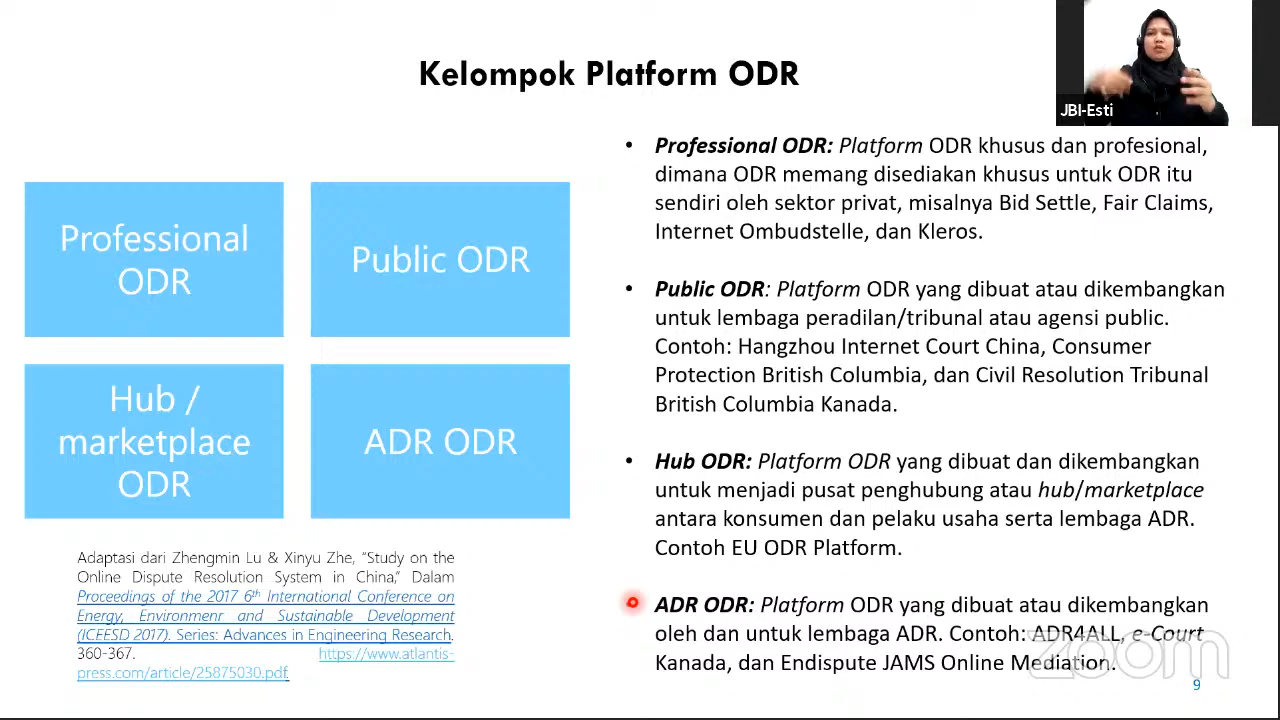 Kelompok Platform ODR
JBI-Esti
Professional
ODR
Public ODR
Hub /
marketplace
ODR
ADR ODR
Adaptasi dari Zhengmin Lu & Xinyu Zhe, "Study on the
Online Dispute Resolution System in China," Dalam
Proceedings of the 2017 6th International Conference on
Energy, Environmenr and Sustainable Development
(ICEESD 2017). Series: Advances in Engineering Research.
360-367. https://www.atlantis-
press.com/article/25875030.pdf.
• Professional ODR: Platform ODR khusus dan profesional,
dimana ODR memang disediakan khusus untuk ODR itu
sendiri oleh sektor privat, misalnya Bid Settle, Fair Claims,
Internet Ombudstelle, dan Kleros.
• Public ODR: Platform ODR yang dibuat atau dikembangkan
untuk lembaga peradilan/tribunal atau agensi public.
Contoh: Hangzhou Internet Court China, Consumer
Protection British Columbia, dan Civil Resolution Tribunal
British Columbia Kanada.
• Hub ODR: Platform ODR yang dibuat dan dikembangkan
untuk menjadi pusat penghubung atau hub/marketplace
antara konsumen dan pelaku usaha serta lembaga ADR.
Contoh EU ODR Platform.
ADR ODR: Platform ODR yang dibuat atau dikembangkan
oleh dan untuk lembaga ADR. Contoh: ADR4ALL, e-Court
Kanada, dan Endispute JAMS Online Mediation.
zoom
9